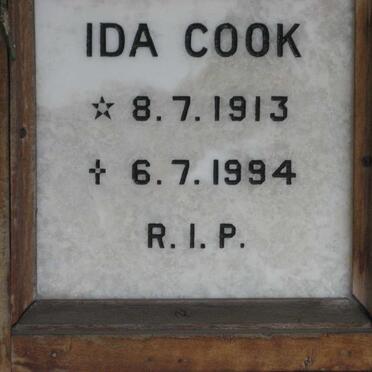 IDA COOK
☆ 8.7.1913
✝ 6.7.1994
R.I.P.